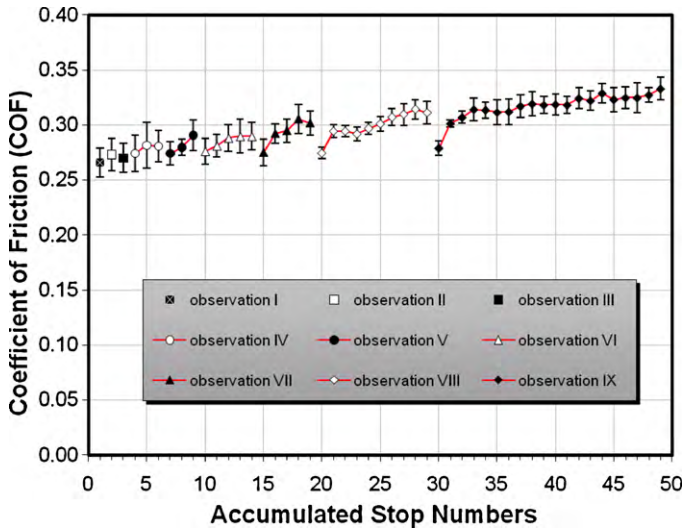 0.40
0.35
0.30
0.25
0.20
0.15
0.10
0.05
0.00
Coefficient of Friction (COF)
observation I observation II observation III
observation IV observation V observation VI
observation VII observation VIII observation IX
0 5 10 15 20 25 30 35 40 45 50
Accumulated Stop Numbers